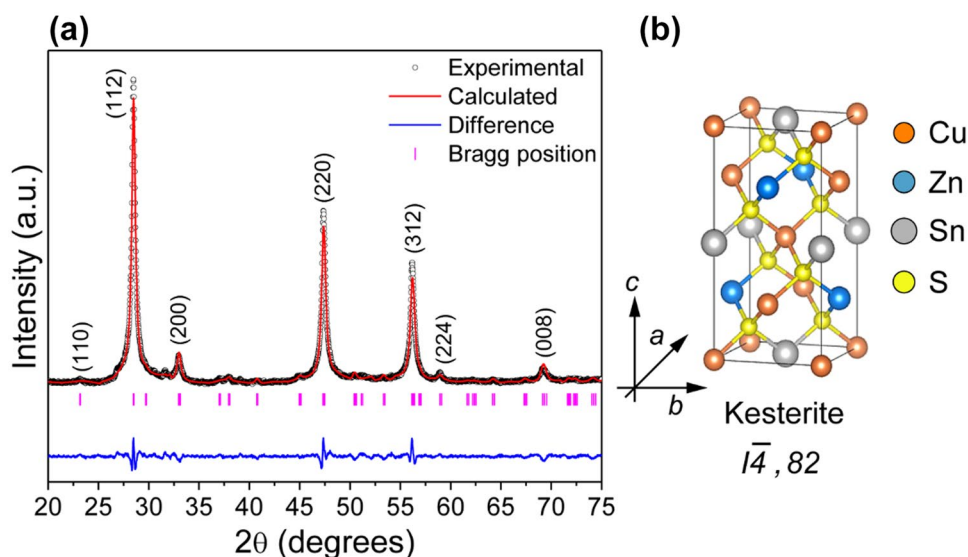 (a)
Experimental
Calculated
Difference
Bragg position
(110)
(112)
(200)
(220)
(312)
(224)
(008)
Intensity (a.u.)
20 25 30 35 40 45 50 55 60 65 70 75
2θ (degrees)
(b)
Cu
Zn
Sn
S
c
a
b
Kesterite
I4̅ , 82